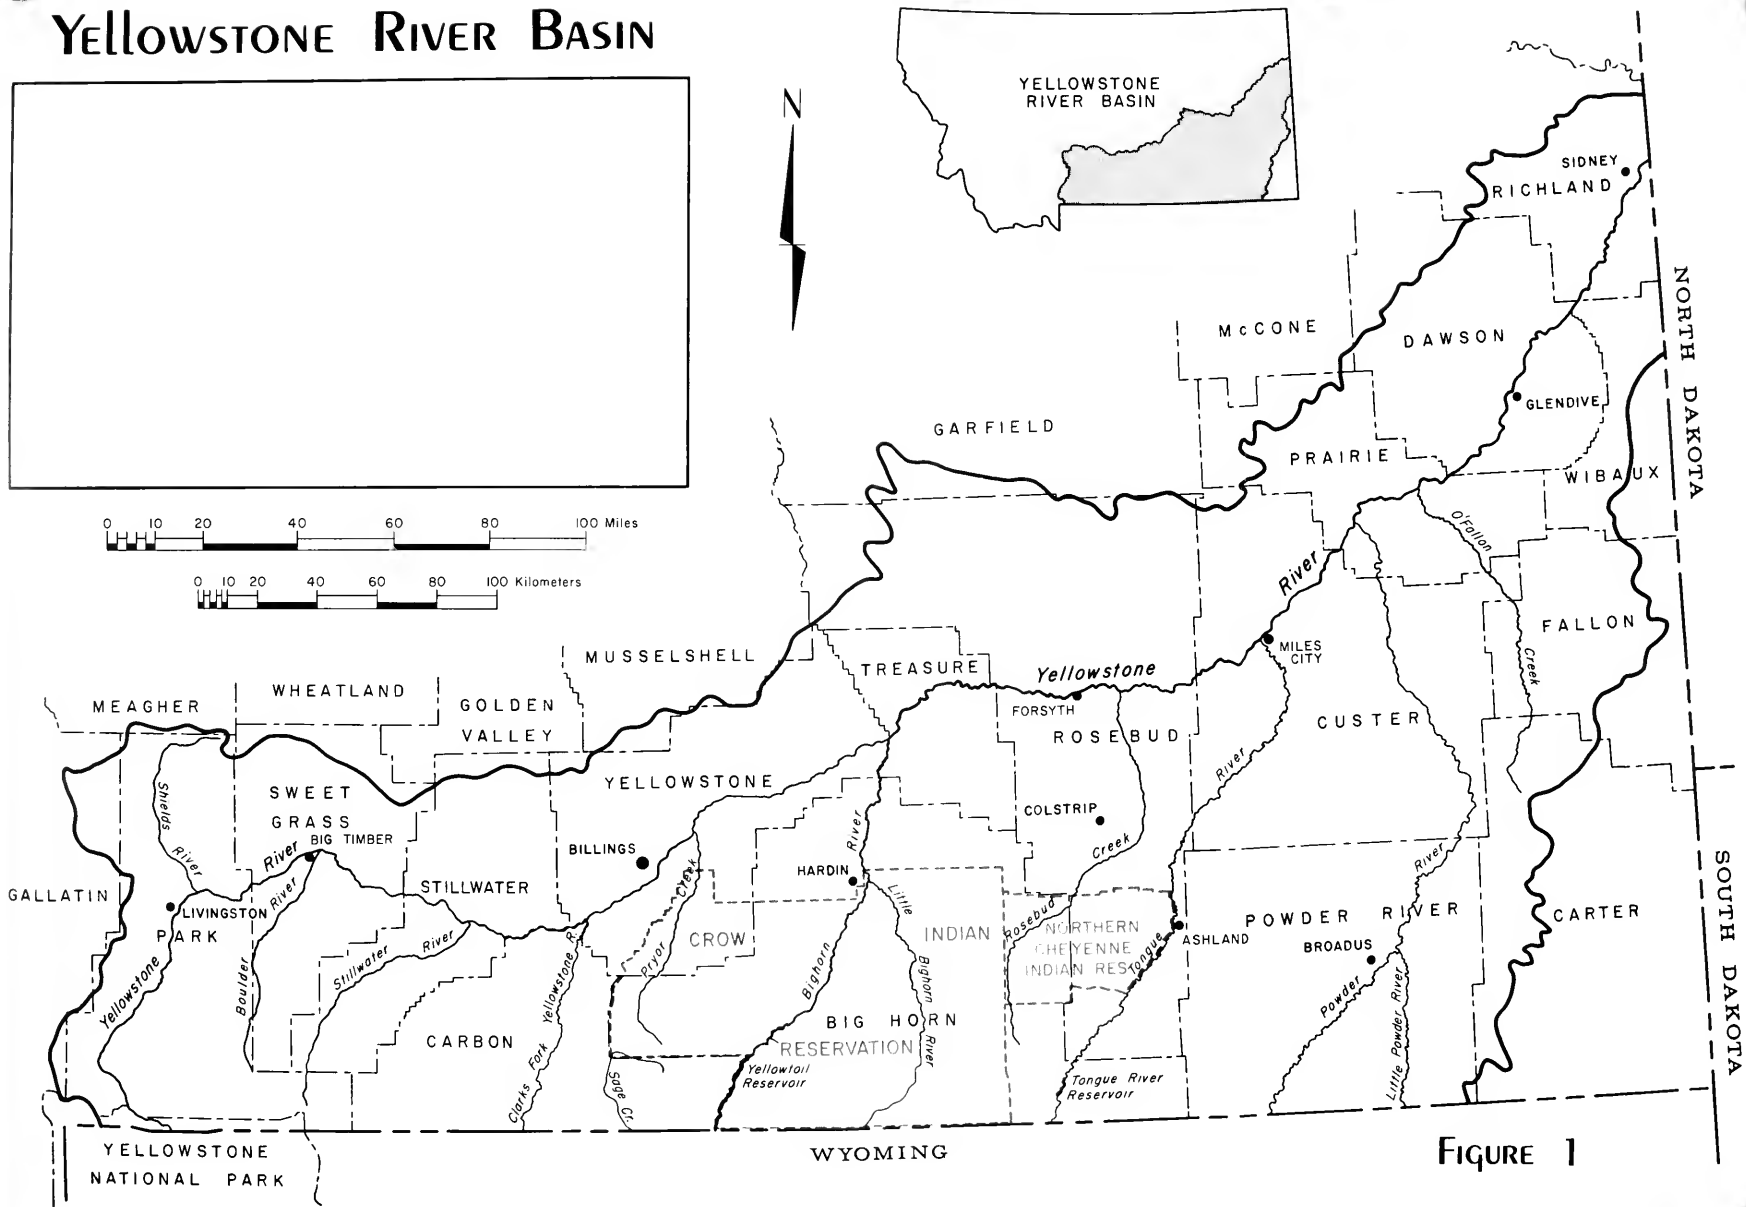 Yellowstone River Basin
YELLOWSTONE
RIVER BASIN
N
0 10 20 40 60 80 100 Miles
0 10 20 40 60 80 100 Kilometers
SIDNEY
RICHLAND
McCONE
DAWSON
GLENDIVE
NORTH DAKOTA
GARFIELD
PRAIRIE
WIBAUX
O'Fallon
Creek
River
MUSSELSHELL
TREASURE
Yellowstone
MILES
CITY
FALLON
MEAGHER
WHEATLAND
GOLDEN
VALLEY
FORSYTH
ROSEBUD
CUSTER
River
YELLOWSTONE
Shields
River
SWEET
GRASS
BIG TIMBER
River
River
BILLINGS
COLSTRIP
Creek
River
HARDIN
River
Little
GALLATIN
LIVINGSTON
PARK
STILLWATER
Creek
CROW
INDIAN
Rosebud
NORTHERN
CHEYENNE
INDIAN RES.
Tongue
ASHLAND
POWDER RIVER
BROADUS
CARTER
SOUTH DAKOTA
Yellowstone
Boulder
Stillwater River
Clarks Fork Yellowstone R.
Pryor
Bighorn
Bighorn
River
Powder
Little Powder River
CARBON
BIG HORN
RESERVATION
Yellowtail
Reservoir
Sage Cr.
Tongue River
Reservoir
YELLOWSTONE
NATIONAL PARK
WYOMING
Figure 1